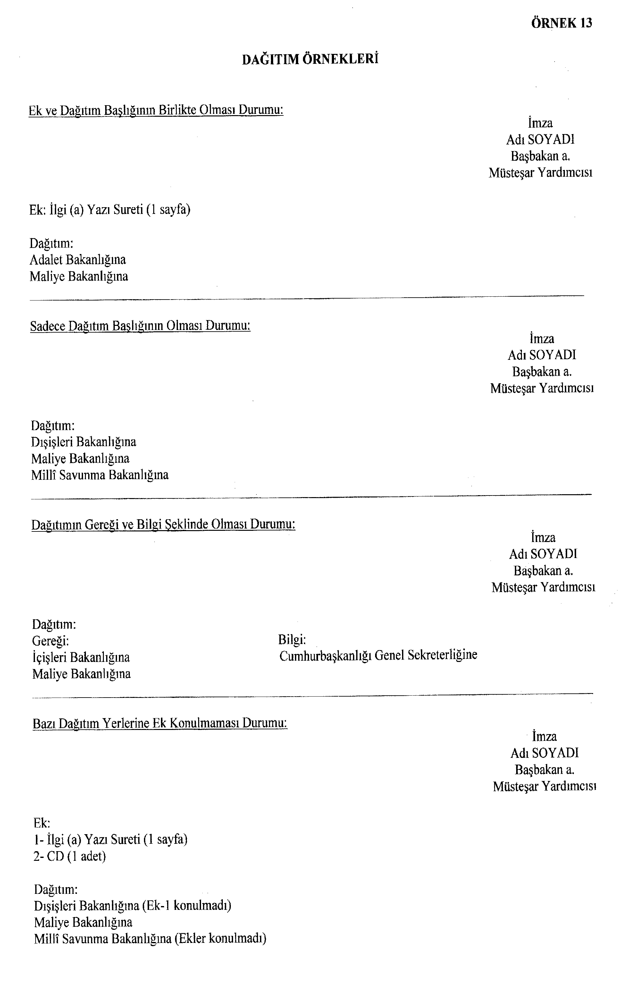 ÖRNEK 13
DAĞITIM ÖRNEKLERİ
Ek ve Dağıtım Başlığının Birlikte Olması Durumu:
İmza
Adı SOYADI
Başbakan a.
Müsteşar Yardımcısı
Ek: İlgi (a) Yazı Sureti (1 sayfa)
Dağıtım:
Adalet Bakanlığına
Maliye Bakanlığına
Sadece Dağıtım Başlığının Olması Durumu:
İmza
Adı SOYADI
Başbakan a.
Müsteşar Yardımcısı
Dağıtım:
Dışişleri Bakanlığına
Maliye Bakanlığına
Millî Savunma Bakanlığına
Dağıtımın Gereği ve Bilgi Şeklinde Olması Durumu:
İmza
Adı SOYADI
Başbakan a.
Müsteşar Yardımcısı
Dağıtım:
Gereği: Bilgi:
İçişleri Bakanlığına Cumhurbaşkanlığı Genel Sekreterliğine
Maliye Bakanlığına
Bazı Dağıtım Yerlerine Ek Konulmaması Durumu:
İmza
Adı SOYADI
Başbakan a.
Müsteşar Yardımcısı
Ek:
1- İlgi (a) Yazı Sureti (1 sayfa)
2- CD (1 adet)
Dağıtım:
Dışişleri Bakanlığına (Ek-1 konulmadı)
Maliye Bakanlığına
Millî Savunma Bakanlığına (Ekler konulmadı)